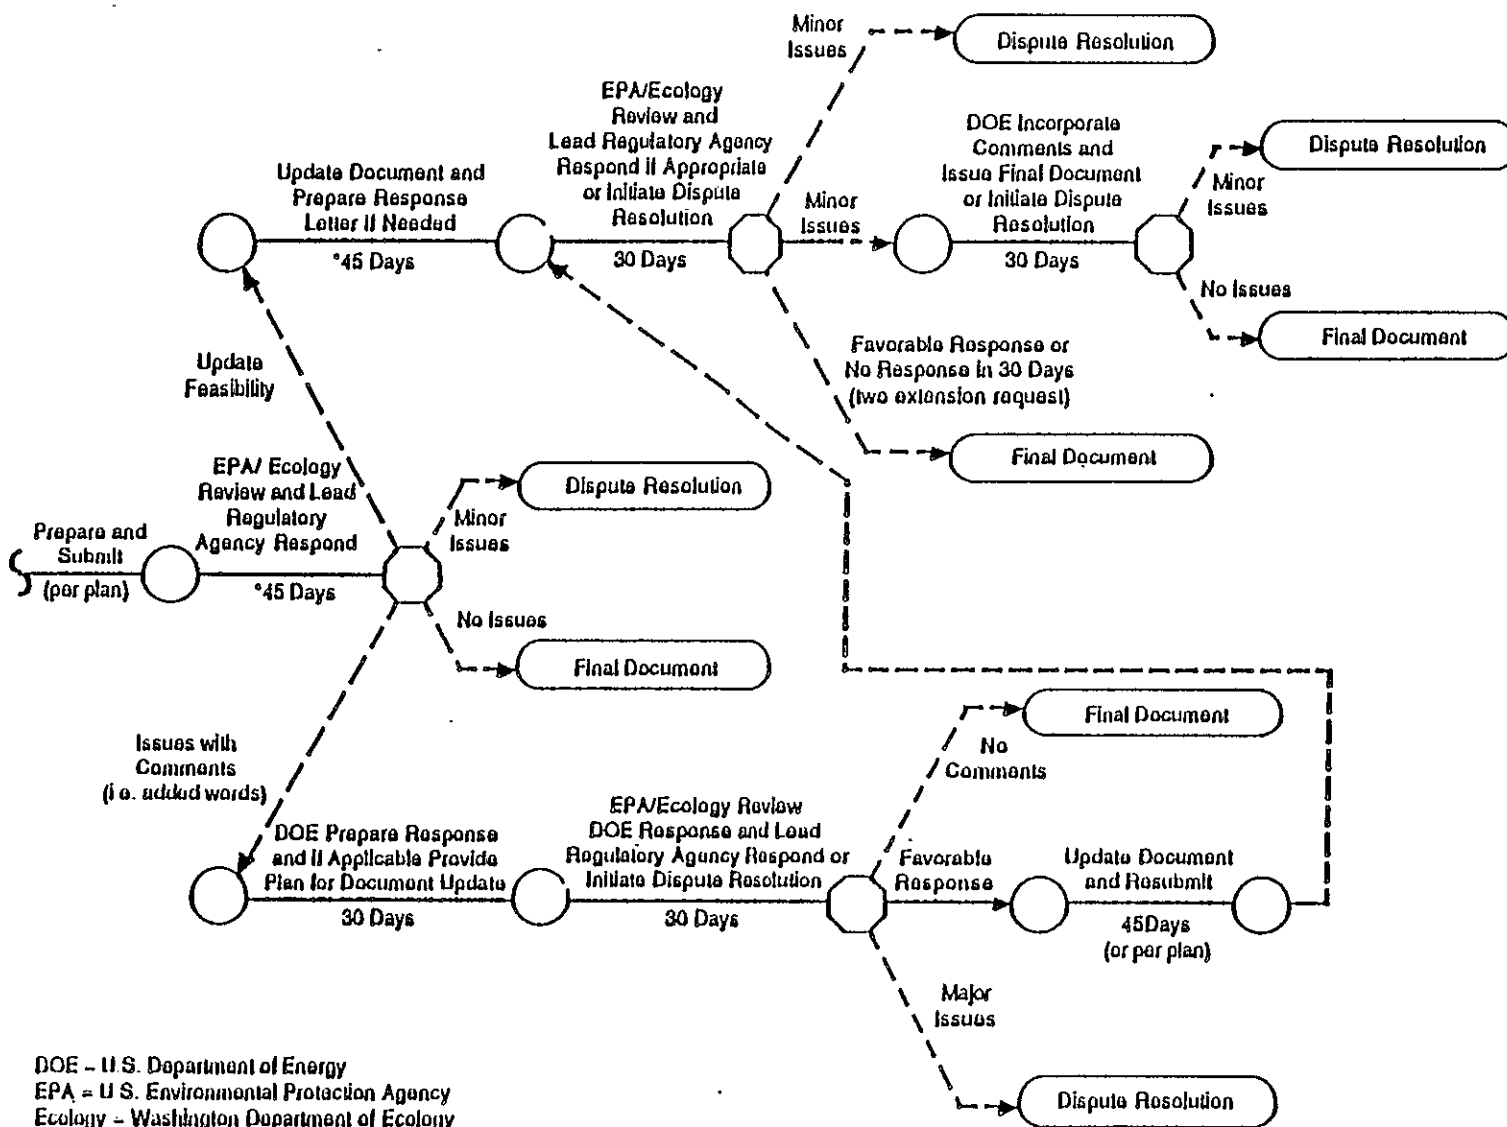 Minor
Issues
Dispute Resolution
EPA/Ecology
Review and
Lead Regulatory Agency
Respond if Appropriate
or Initiate Dispute
Resolution
30 Days
DOE Incorporate
Comments and
Issue Final Document
or Initiate Dispute
Resolution
30 Days
Dispute Resolution
Minor
Issues
Update Document and
Prepare Response
Letter if Needed
*45 Days
Minor
Issues
No Issues
Final Document
Favorable Response or
No Response in 30 Days
(two extension request)
Final Document
Update
Feasibility
EPA/ Ecology
Review and Lead
Regulatory
Agency Respond
*45 Days
Prepare and
Submit
(per plan)
Dispute Resolution
Minor
Issues
No Issues
Final Document
Issues with
Comments
(i e. added words)
DOE Prepare Response
and if Applicable Provide
Plan for Document Update
30 Days
EPA/Ecology Review
DOE Response and Lead
Regulatory Agency Respond or
Initiate Dispute Resolution
30 Days
Final Document
No
Comments
Favorable
Response
Update Document
and Resubmit
45Days
(or per plan)
Major
Issues
Dispute Resolution
DOE – U.S. Department of Energy
EPA = U S. Environmental Protection Agency
Ecology – Washington Department of Ecology